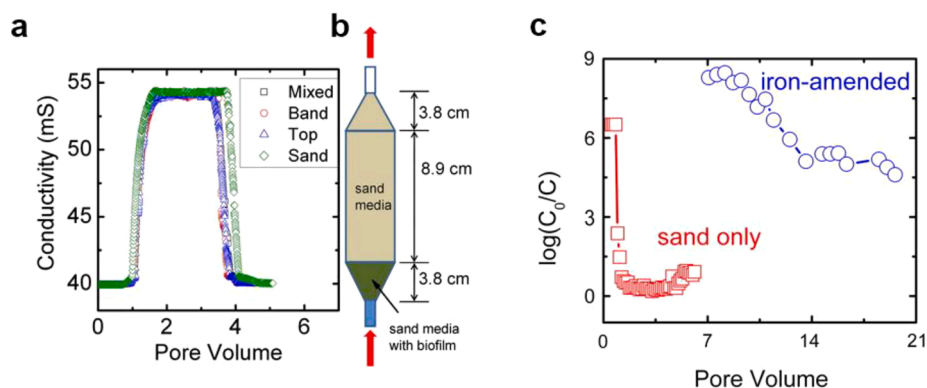 a
Conductivity (mS)
55
50
45
40
0
2
4
6
Pore Volume
Mixed
Band
Top
Sand
b
3.8 cm
8.9 cm
sand
media
3.8 cm
sand media
with biofilm
c
log(C₀/C)
9
6
3
0
iron-amended
sand only
0
7
14
21
Pore Volume